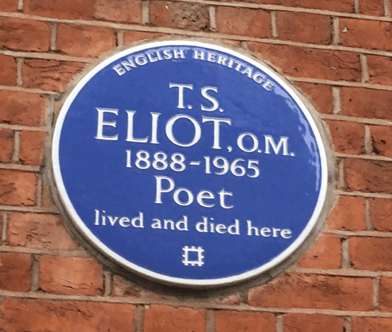 ENGLISH HERITAGE
T. S.
ELIOT, O.M.
1888-1965
Poet
lived and died here